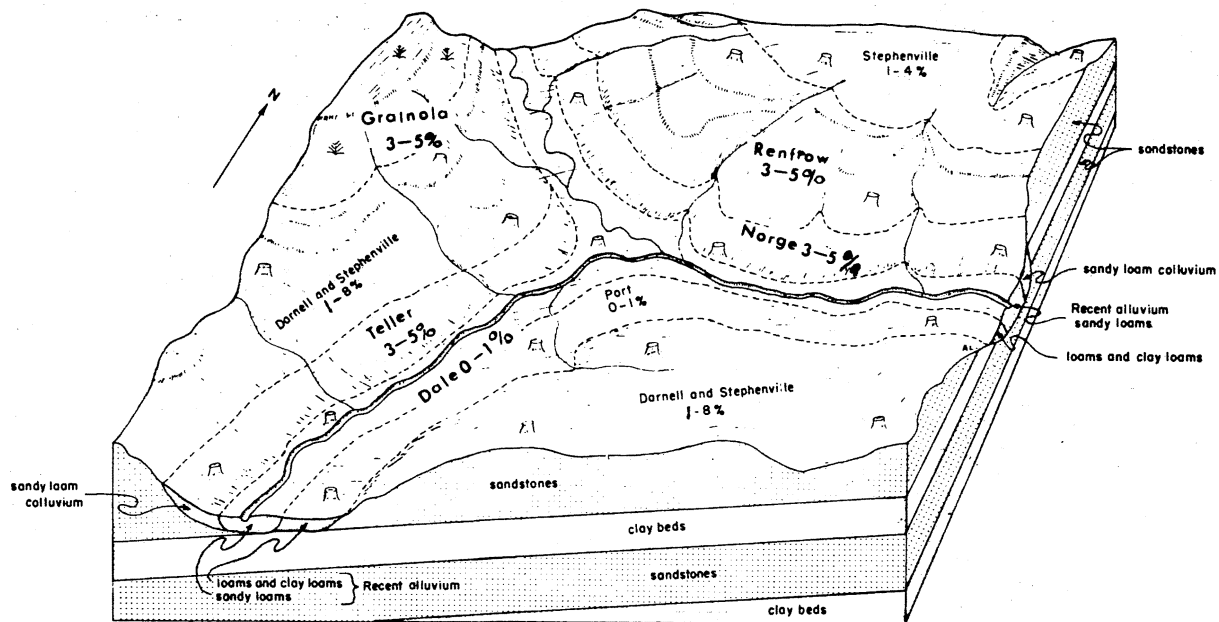 N
Stephenville
1-4%
Grainola
3-5%
sandstones
Renfrow
3-5%
Norge 3-5%
sandy loam colluvium
Darnell and Stephenville
1-8%
Port
0-1%
Recent alluvium
sandy loams
Teller
3-5%
loams and clay loams
Dale 0-1%
Darnell and Stephenville
1-8%
sandy loam
colluvium
sandstones
clay beds
loams and clay loams
sandy loams
Recent alluvium
sandstones
clay beds